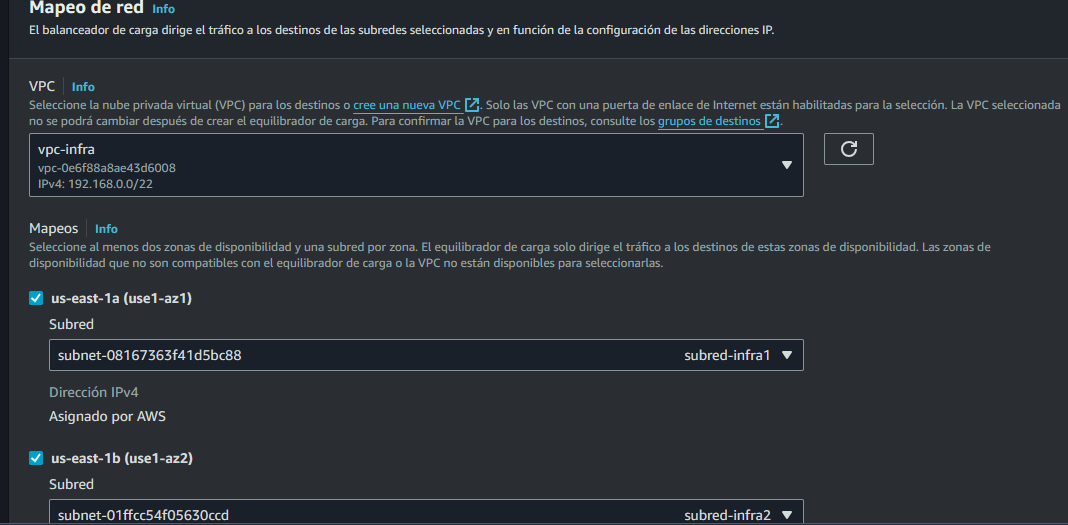 Mapeo de red Info
El balanceador de carga dirige el tráfico a los destinos de las subredes seleccionadas y en función de la configuración de las direcciones IP.
VPC Info
Seleccione la nube privada virtual (VPC) para los destinos o cree una nueva VPC. Solo las VPC con una puerta de enlace de Internet están habilitadas para la selección. La VPC seleccionada
no se podrá cambiar después de crear el equilibrador de carga. Para confirmar la VPC para los destinos, consulte los grupos de destinos.
vpc-infra
vpc-0e6f88a8ae43d6008
IPv4: 192.168.0.0/22
Mapeos Info
Seleccione al menos dos zonas de disponibilidad y una subred por zona. El equilibrador de carga solo dirige el tráfico a los destinos de estas zonas de disponibilidad. Las zonas de
disponibilidad que no son compatibles con el equilibrador de carga o la VPC no están disponibles para seleccionarlas.
us-east-1a (use1-az1)
Subred
subnet-08167363f41d5bc88 subred-infra1
Dirección IPv4
Asignado por AWS
us-east-1b (use1-az2)
Subred
subnet-01ffcc54f05630ccd subred-infra2